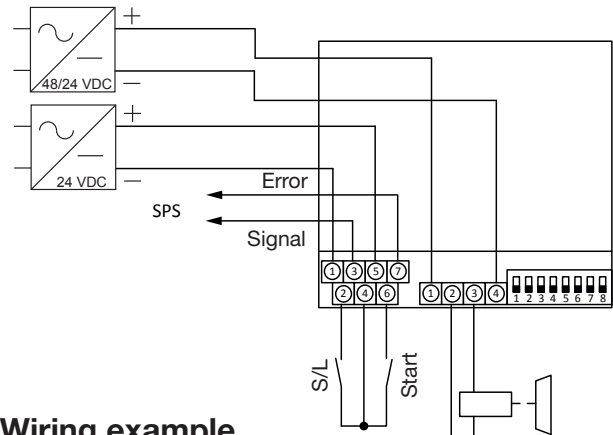 +
48/24 VDC
−
+
24 VDC
−
Error
SPS
Signal
1 3 5 7
2 4 6
1 2 3 4
1 2 3 4 5 6 7 8
S/L
Start
Wiring example